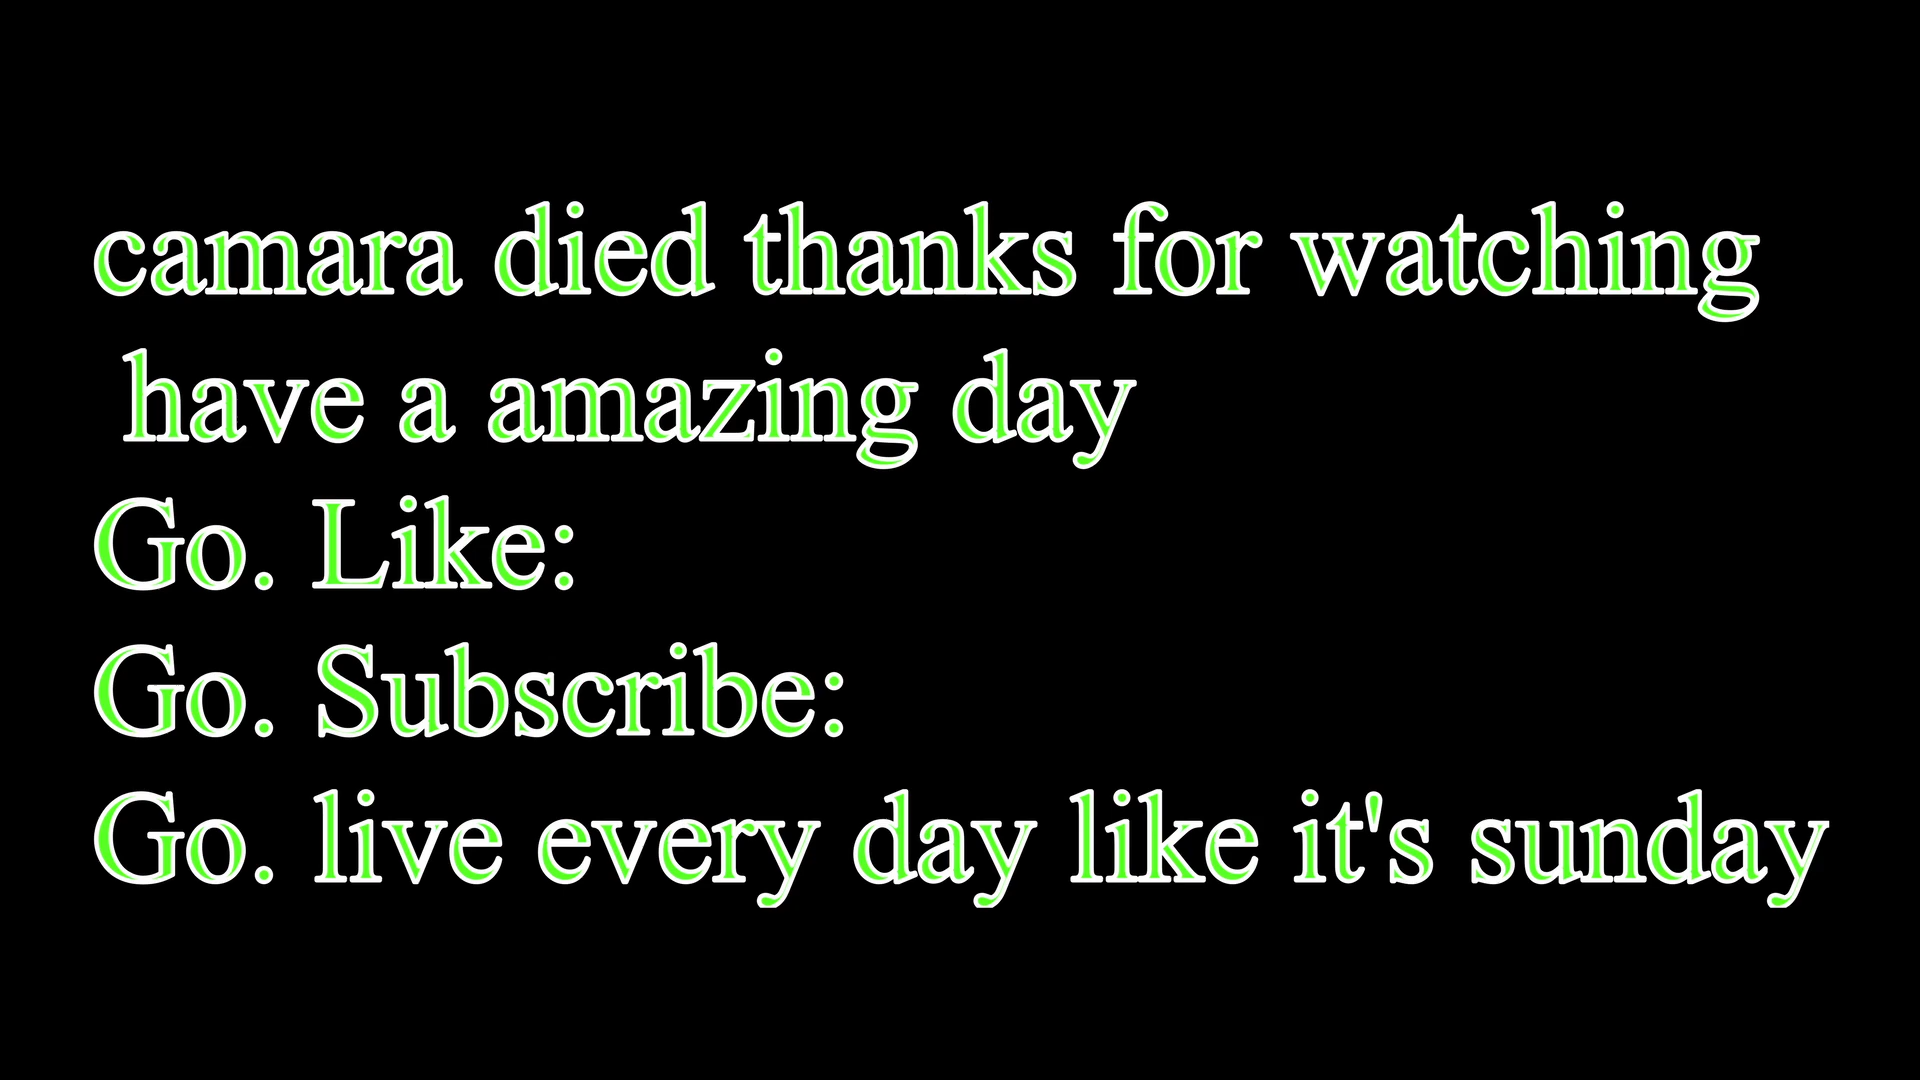 camara died thanks for watching
have a amazing day
Go. Like:
Go. Subscribe:
Go. live every day like it's sunday